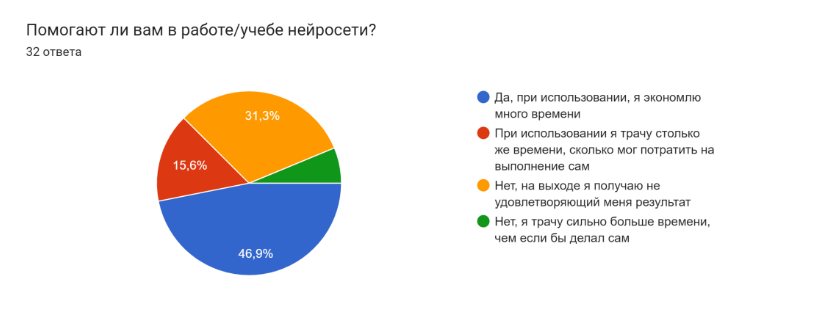 Помогают ли вам в работе/учебе нейросети?
32 ответа
31,3%
15,6%
46,9%
Да, при использовании, я экономлю
много времени
При использовании я трачу столько
же времени, сколько мог потратить на
выполнение сам
Нет, на выходе я получаю не
удовлетворяющий меня результат
Нет, я трачу сильно больше времени,
чем если бы делал сам